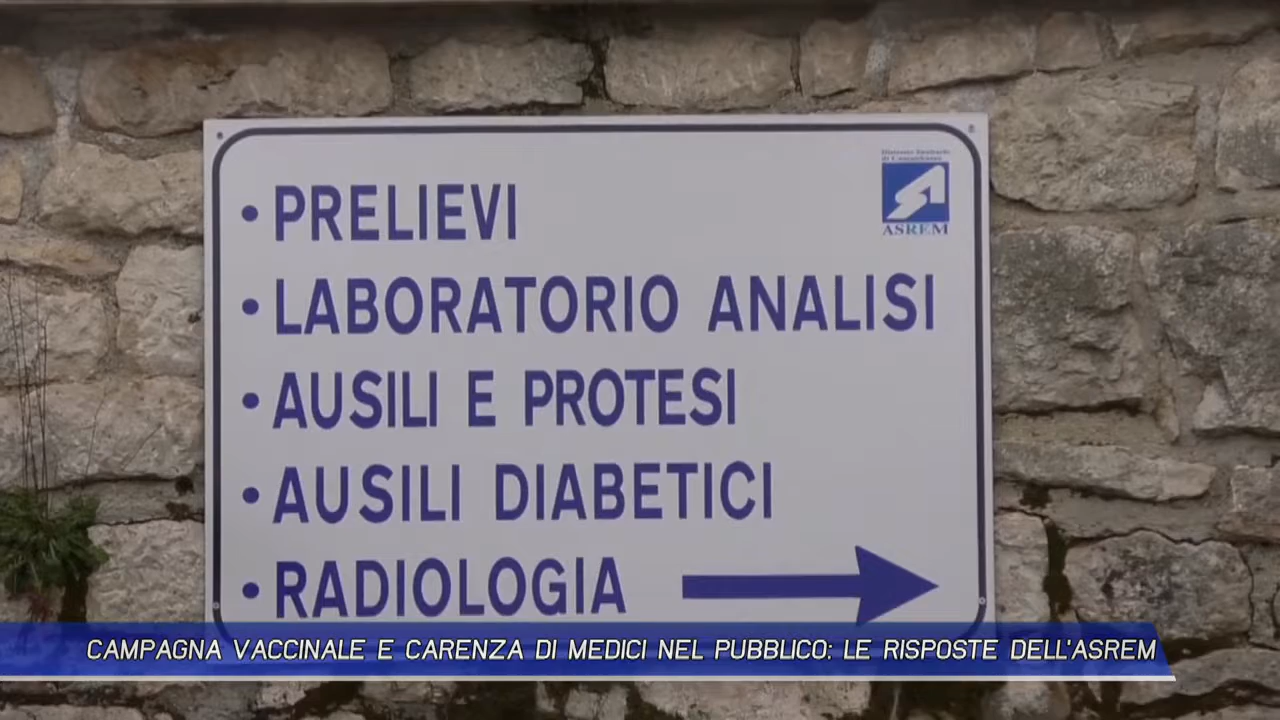 • PRELIEVI
• LABORATORIO ANALISI
• AUSILI E PROTESI
• AUSILI DIABETICI
• RADIOLOGIA
ASREM
CAMPAGNA VACCINALE E CARENZA DI MEDICI NEL PUBBLICO: LE RISPOSTE DELL'ASREM